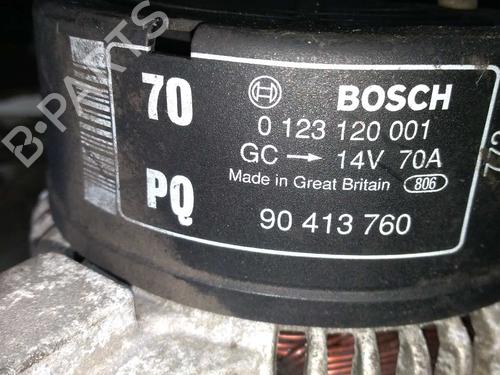 70
BOSCH
0 123 120 001
GC → 14V 70A
Made in Great Britain 806
PQ
90 413 760
B-PARTS